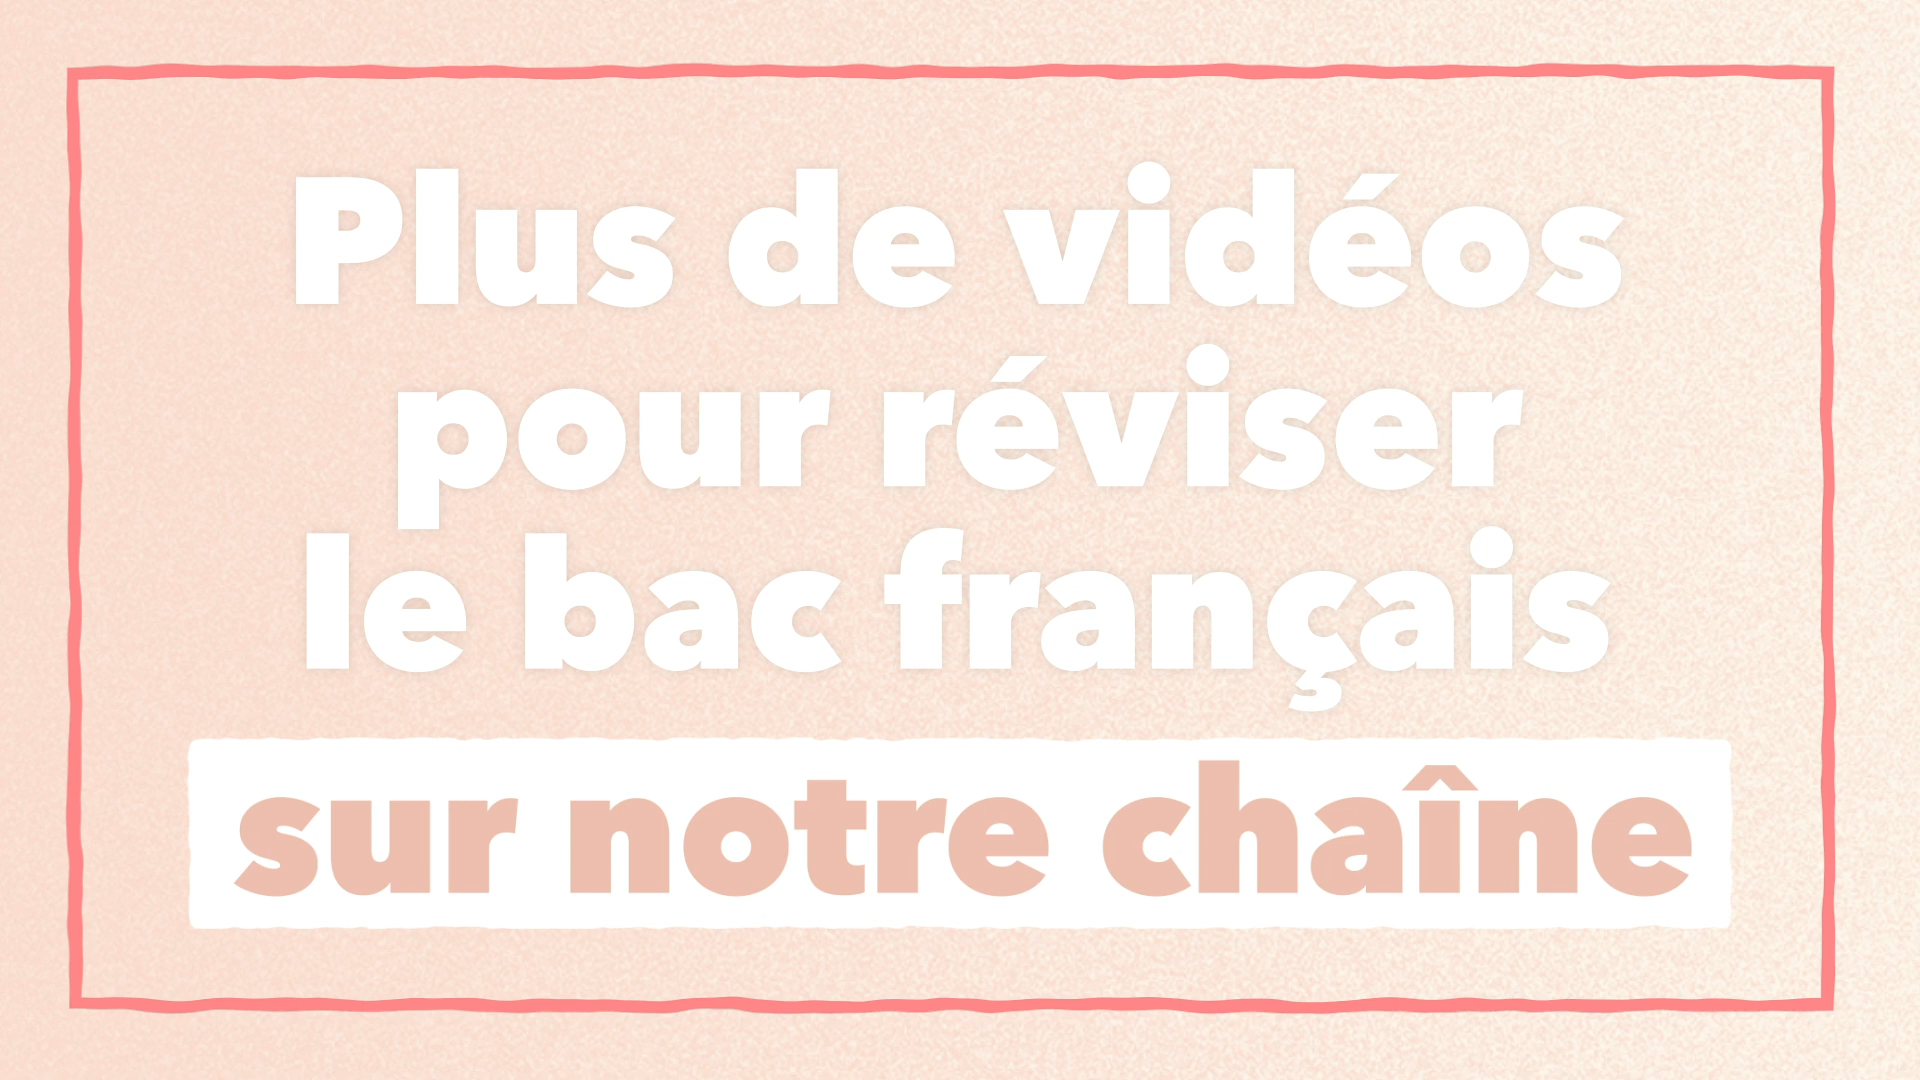 Plus de vidéos
pour réviser
le bac français
sur notre chaîne